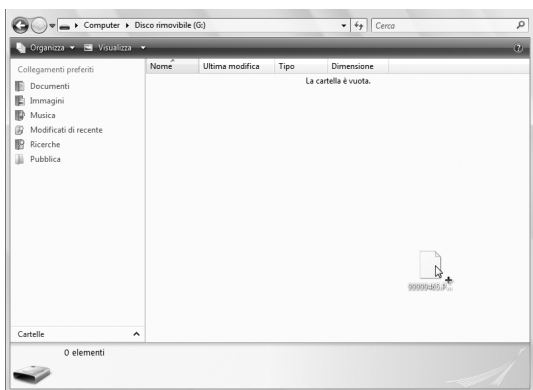 Computer Disco rimovibile (G:) Cerca
Organizza Visualizza
Collegamenti preferiti
Documenti
Immagini
Musica
Modificati di recente
Ricerche
Pubblica
Nome Ultima modifica Tipo Dimensione
La cartella è vuota.
Cartelle
0 elementi